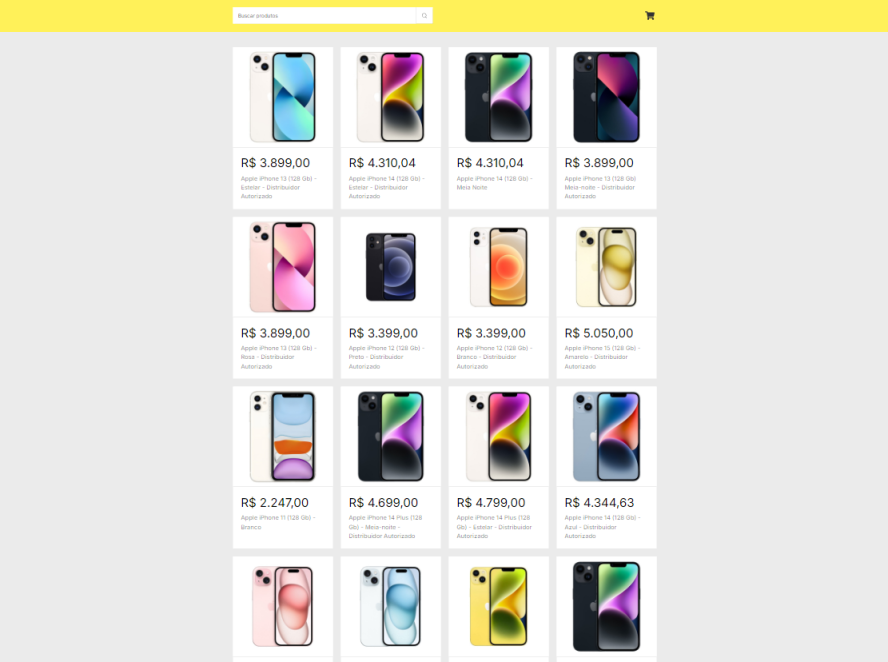 Buscar produtos
R$ 3.899,00
Apple iPhone 13 (128 Gb) -
Estelar - Distribuidor
Autorizado
R$ 4.310,04
Apple iPhone 14 (128 Gb) -
Estelar - Distribuidor
Autorizado
R$ 4.310,04
Apple iPhone 14 (128 Gb) -
Meia Noite
R$ 3.899,00
Apple iPhone 13 (128 Gb)
Meia-noite - Distribuidor
Autorizado
R$ 3.899,00
Apple iPhone 13 (128 Gb) -
Rosa - Distribuidor
Autorizado
R$ 3.399,00
Apple iPhone 12 (128 Gb) -
Preto - Distribuidor
Autorizado
R$ 3.399,00
Apple iPhone 12 (128 Gb) -
Branco - Distribuidor
Autorizado
R$ 5.050,00
Apple iPhone 15 (128 Gb) -
Amarelo - Distribuidor
Autorizado
R$ 2.247,00
Apple iPhone 11 (128 GB) -
Branco
R$ 4.699,00
Apple iPhone 14 Plus (128
Gb) - Meia-noite -
Distribuidor Autorizado
R$ 4.799,00
Apple iPhone 14 Plus (128
Gb) - Estelar - Distribuidor
Autorizado
R$ 4.344,63
Apple iPhone 14 (128 Gb) -
Azul - Distribuidor
Autorizado